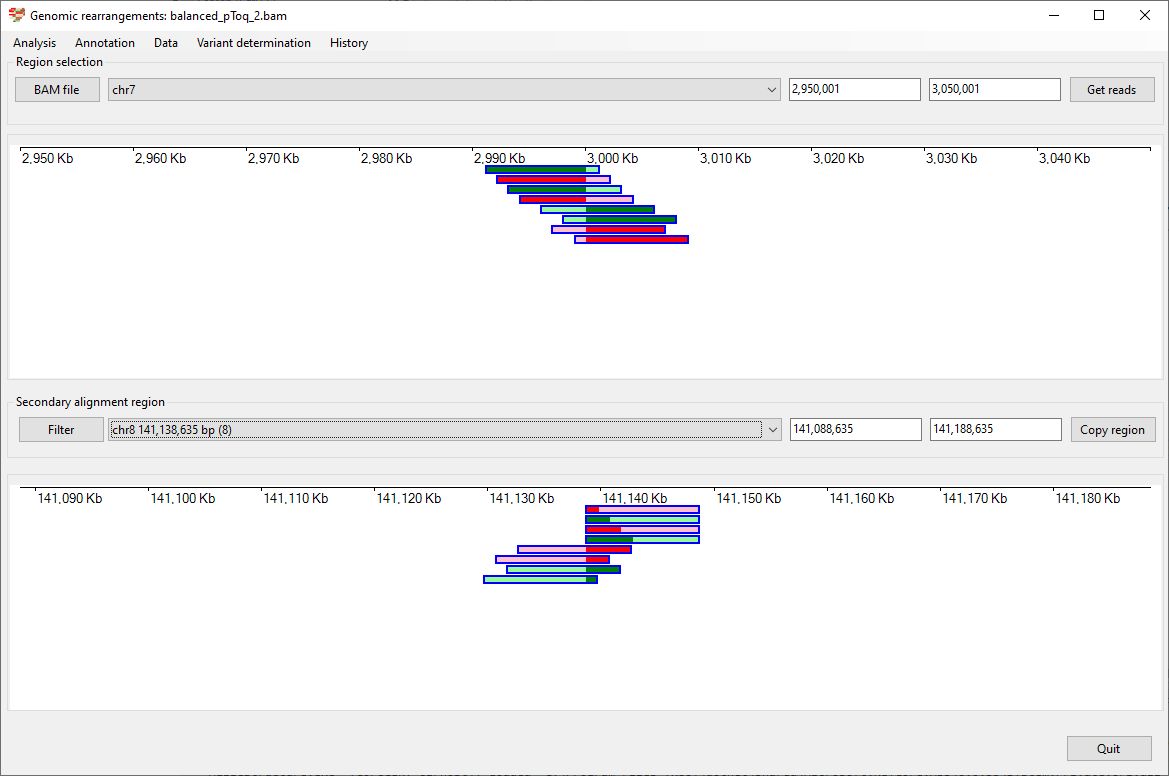 Genomic rearrangements: balanced_pToq_2.bam
Analysis Annotation Data Variant determination History
Region selection
BAM file chr7 2,950,001 3,050,001 Get reads
2,950 Kb 2,960 Kb 2,970 Kb 2,980 Kb 2,990 Kb 3,000 Kb 3,010 Kb 3,020 Kb 3,030 Kb 3,040 Kb
Secondary alignment region
Filter chr8 141,138,635 bp (8) 141,088,635 141,188,635 Copy region
141,090 Kb 141,100 Kb 141,110 Kb 141,120 Kb 141,130 Kb 141,140 Kb 141,150 Kb 141,160 Kb 141,170 Kb 141,180 Kb
Quit